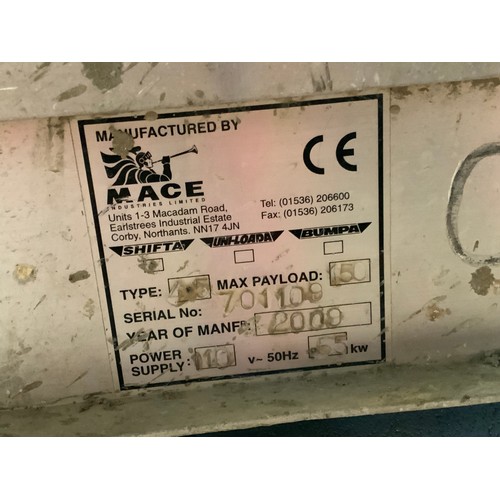 MANUFACTURED BY
CE
MACE
INDUSTRIES LIMITED
Units 1-3 Macadam Road,
Earlstrees Industrial Estate
Corby, Northants. NN17 4JN
Tel: (01536) 206600
Fax: (01536) 206173
SHIFTA UNI-LOADA BUMPA
TYPE: MAX PAYLOAD: 150
SERIAL No: 701109
YEAR OF MANFR: 2009
POWER SUPPLY: 110 v~ 50Hz kw